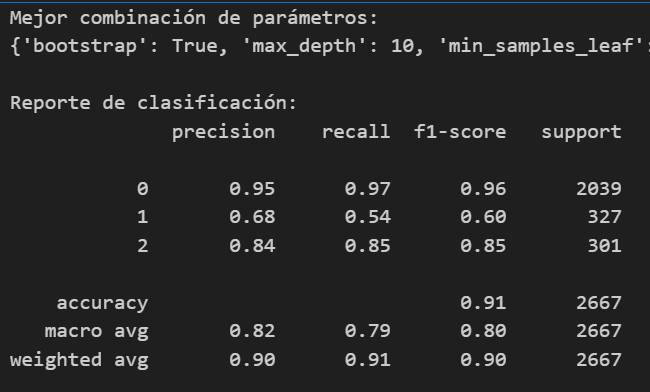 Mejor combinación de parámetros:
{'bootstrap': True, 'max_depth': 10, 'min_samples_leaf':
Reporte de clasificación:
precision recall f1-score support
0 0.95 0.97 0.96 2039
1 0.68 0.54 0.60 327
2 0.84 0.85 0.85 301
accuracy 0.91 2667
macro avg 0.82 0.79 0.80 2667
weighted avg 0.90 0.91 0.90 2667